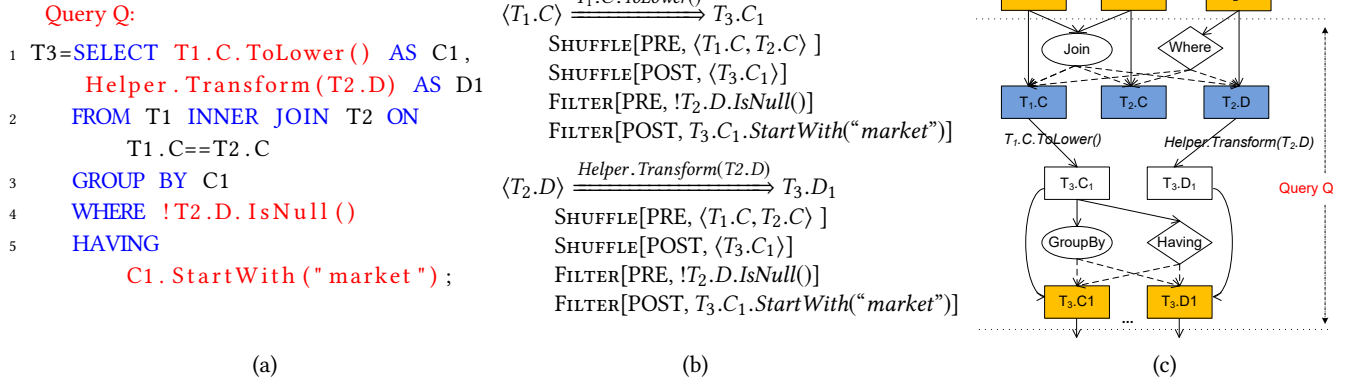 Query Q:
1 T3=SELECT T1.C.ToLower() AS C1,
Helper.Transform(T2.D) AS D1
2 FROM T1 INNER JOIN T2 ON
T1.C==T2.C
3 GROUP BY C1
4 WHERE !T2.D.IsNull()
5 HAVING
C1.StartWith("market");
(a)
T1.C.ToLower()
⟨T1.C⟩ ⟹ T3.C1
SHUFFLE[PRE, ⟨T1.C, T2.C⟩ ]
SHUFFLE[POST, ⟨T3.C1⟩]
FILTER[PRE, !T2.D.IsNull()]
FILTER[POST, T3.C1.StartWith(“market”)]
Helper.Transform(T2.D)
⟨T2.D⟩ ⟹ T3.D1
SHUFFLE[PRE, ⟨T1.C, T2.C⟩ ]
SHUFFLE[POST, ⟨T3.C1⟩]
FILTER[PRE, !T2.D.IsNull()]
FILTER[POST, T3.C1.StartWith(“market”)]
(b)
Join Where
T1.C T2.C T2.D
T1.C.ToLower() Helper.Transform(T2.D)
T3.C1 T3.D1
Query Q
GroupBy Having
T3.C1 T3.D1
...
(c)